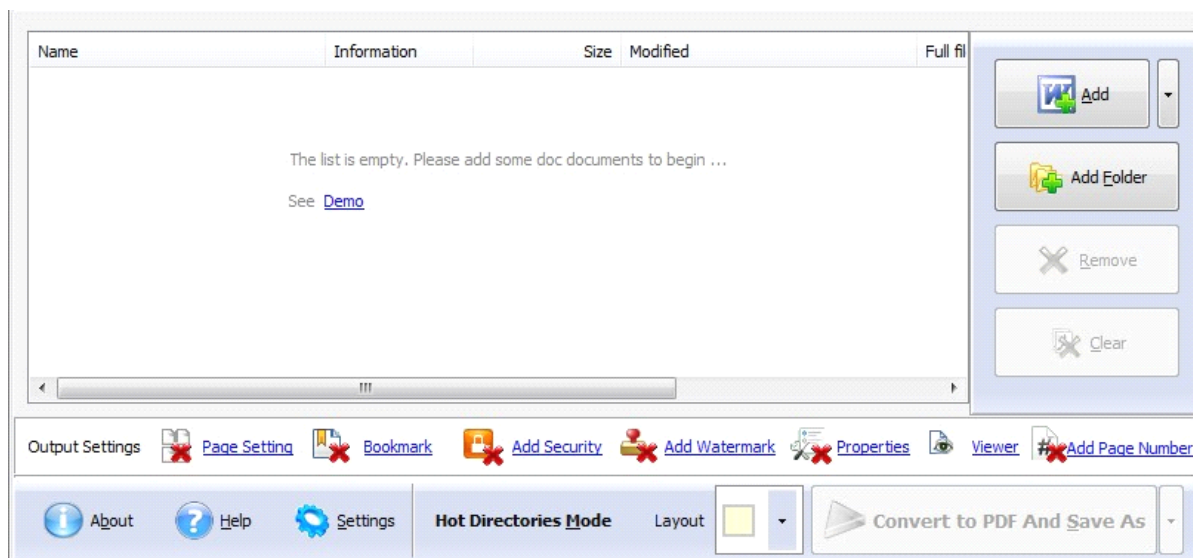 Name Information Size Modified Full fil
Add
The list is empty. Please add some doc documents to begin ...
Add Folder
See Demo
Remove
Clear
Output Settings Page Setting Bookmark Add Security Add Watermark Properties Viewer # Add Page Number
About Help Settings Hot Directories Mode Layout Convert to PDF And Save As